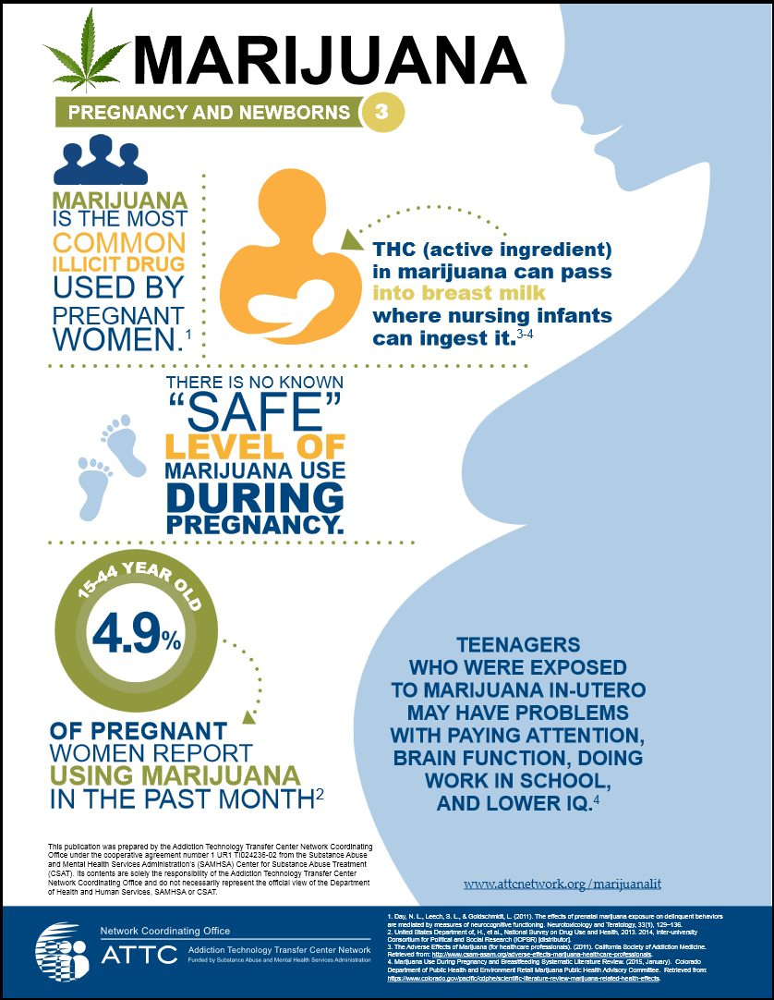 MARIJUANA
PREGNANCY AND NEWBORNS 3
MARIJUANA
IS THE MOST
COMMON
ILLICIT DRUG
USED BY
PREGNANT
WOMEN.1
THC (active ingredient)
in marijuana can pass
into breast milk
where nursing infants
can ingest it.3-4
THERE IS NO KNOWN
“SAFE”
LEVEL OF
MARIJUANA USE
DURING
PREGNANCY.
15-44 YEAR OLD
4.9%
OF PREGNANT
WOMEN REPORT
USING MARIJUANA
IN THE PAST MONTH2
TEENAGERS
WHO WERE EXPOSED
TO MARIJUANA IN-UTERO
MAY HAVE PROBLEMS
WITH PAYING ATTENTION,
BRAIN FUNCTION, DOING
WORK IN SCHOOL,
AND LOWER IQ.4
This publication was prepared by the Addiction Technology Transfer Center Network Coordinating
Office under the cooperative agreement number 1 UR1 TI024236-02 from the Substance Abuse
and Mental Health Services Administration's (SAMHSA) Center for Substance Abuse Treatment
(CSAT). Its contents are solely the responsibility of the Addiction Technology Transfer Center
Network Coordinating Office and do not necessarily represent the official view of the Department
of Health and Human Services, SAMHSA or CSAT.
www.attcnetwork.org/marijuanalit
Network Coordinating Office
ATTC
Addiction Technology Transfer Center Network
Funded by Substance Abuse and Mental Health Services Administration
1. Day, N. L., Leech, S. L., & Goldschmidt, L. (2011). The effects of prenatal marijuana exposure on delinquent behaviors
are mediated by measures of neurocognitive functioning. Neurotoxicology and Teratology, 33(1), 129–136.
2. United States Department of, H., et al., National Survey on Drug Use and Health, 2013. 2014, Inter-university
Consortium for Political and Social Research (ICPSR) [distributor].
3. The Adverse Effects of Marijuana (for healthcare professionals). (2011). California Society of Addiction Medicine.
Retrieved from: http://www.csam-asam.org/adverse-effects-marijuana-healthcare-professionals.
4. Marijuana Use During Pregnancy and Breastfeeding Systematic Literature Review. (2015, January). Colorado
Department of Public Health and Environment Retail Marijuana Public Health Advisory Committee. Retrieved from:
https://www.colorado.gov/pacific/cdphe/scientific-literature-review-marijuana-related-health-effects.